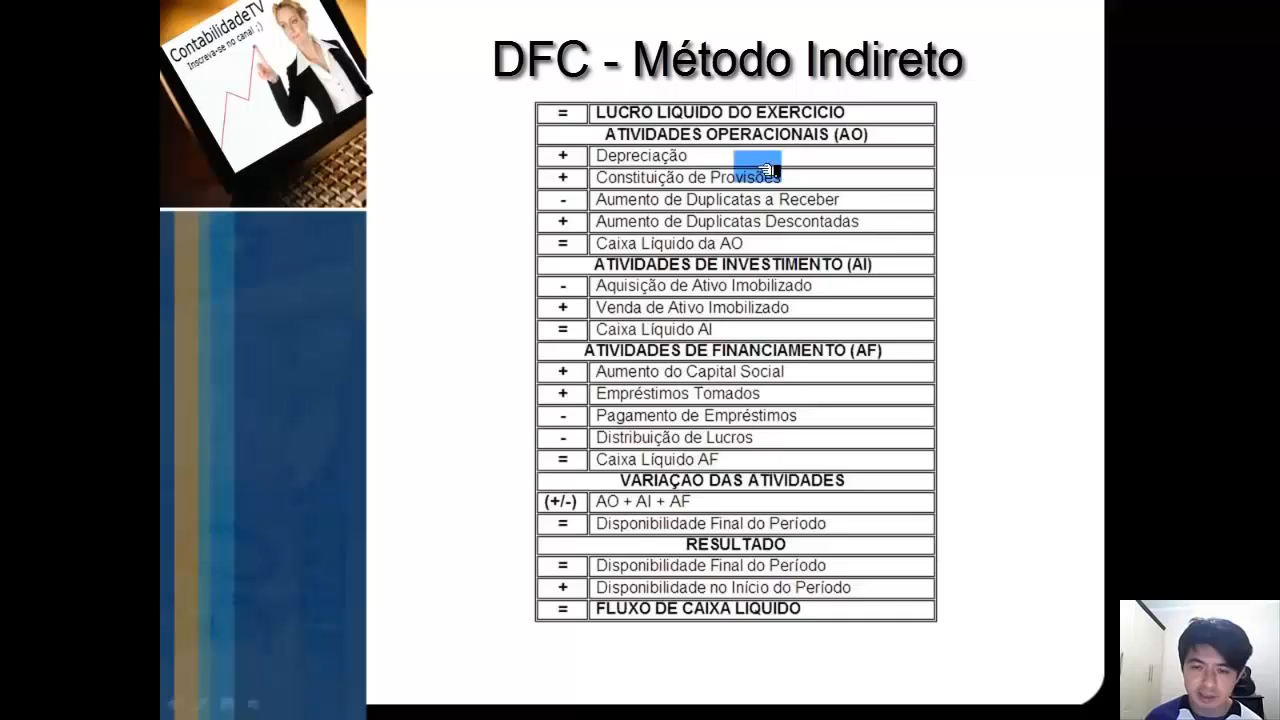 ContabilidadeTV
Inscreva-se no canal ;)
DFC - Método Indireto
= LUCRO LIQUIDO DO EXERCICIO
ATIVIDADES OPERACIONAIS (AO)
+ Depreciação
+ Constituição de Provisões
- Aumento de Duplicatas a Receber
+ Aumento de Duplicatas Descontadas
= Caixa Líquido da AO
ATIVIDADES DE INVESTIMENTO (AI)
- Aquisição de Ativo Imobilizado
+ Venda de Ativo Imobilizado
= Caixa Líquido AI
ATIVIDADES DE FINANCIAMENTO (AF)
+ Aumento do Capital Social
+ Empréstimos Tomados
- Pagamento de Empréstimos
- Distribuição de Lucros
= Caixa Líquido AF
VARIAÇAO DAS ATIVIDADES
(+/-) AO + AI + AF
= Disponibilidade Final do Período
RESULTADO
= Disponibilidade Final do Período
+ Disponibilidade no Início do Período
= FLUXO DE CAIXA LIQUIDO